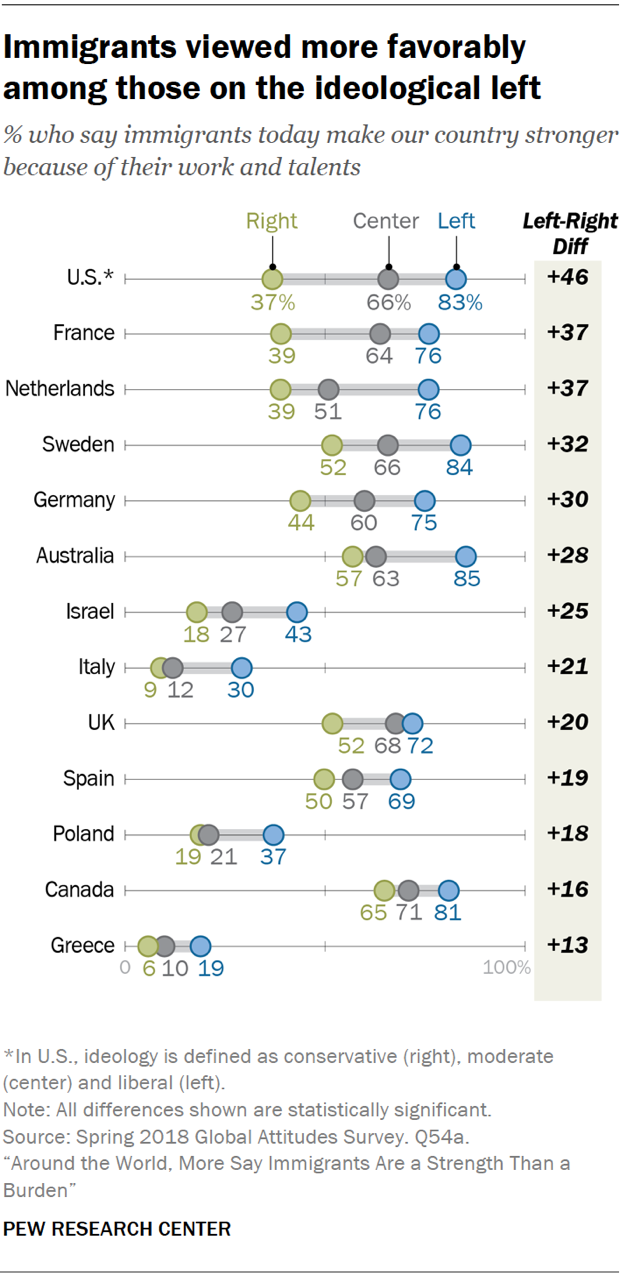 Immigrants viewed more favorably
among those on the ideological left
% who say immigrants today make our country stronger
because of their work and talents
Right Center Left Left-Right
Diff
U.S.* +46
37% 66% 83%
France +37
39 64 76
Netherlands +37
39 51 76
Sweden +32
52 66 84
Germany +30
44 60 75
Australia +28
57 63 85
Israel +25
18 27 43
Italy +21
9 12 30
UK +20
52 68 72
Spain +19
50 57 69
Poland +18
19 21 37
Canada +16
65 71 81
Greece +13
0 6 10 19 100%
*In U.S., ideology is defined as conservative (right), moderate
(center) and liberal (left).
Note: All differences shown are statistically significant.
Source: Spring 2018 Global Attitudes Survey. Q54a.
“Around the World, More Say Immigrants Are a Strength Than a
Burden”
PEW RESEARCH CENTER